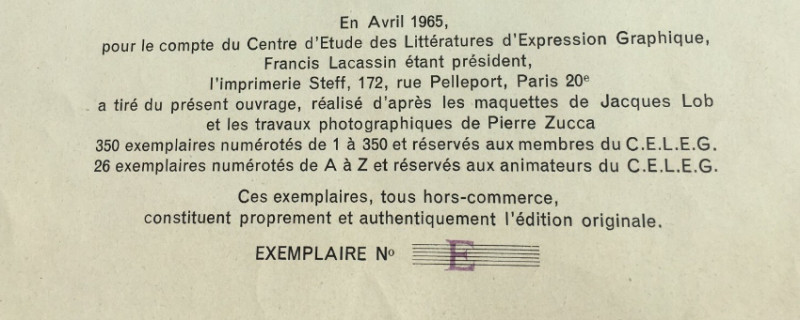 En Avril 1965,
pour le compte du Centre d'Etude des Littératures d'Expression Graphique,
Francis Lacassin étant président,
l'imprimerie Steff, 172, rue Pelleport, Paris 20e
a tiré du présent ouvrage, réalisé d'après les maquettes de Jacques Lob
et les travaux photographiques de Pierre Zucca
350 exemplaires numérotés de 1 à 350 et réservés aux membres du C.E.L.E.G.
26 exemplaires numérotés de A à Z et réservés aux animateurs du C.E.L.E.G.
Ces exemplaires, tous hors-commerce,
constituent proprement et authentiquement l'édition originale.
EXEMPLAIRE No E